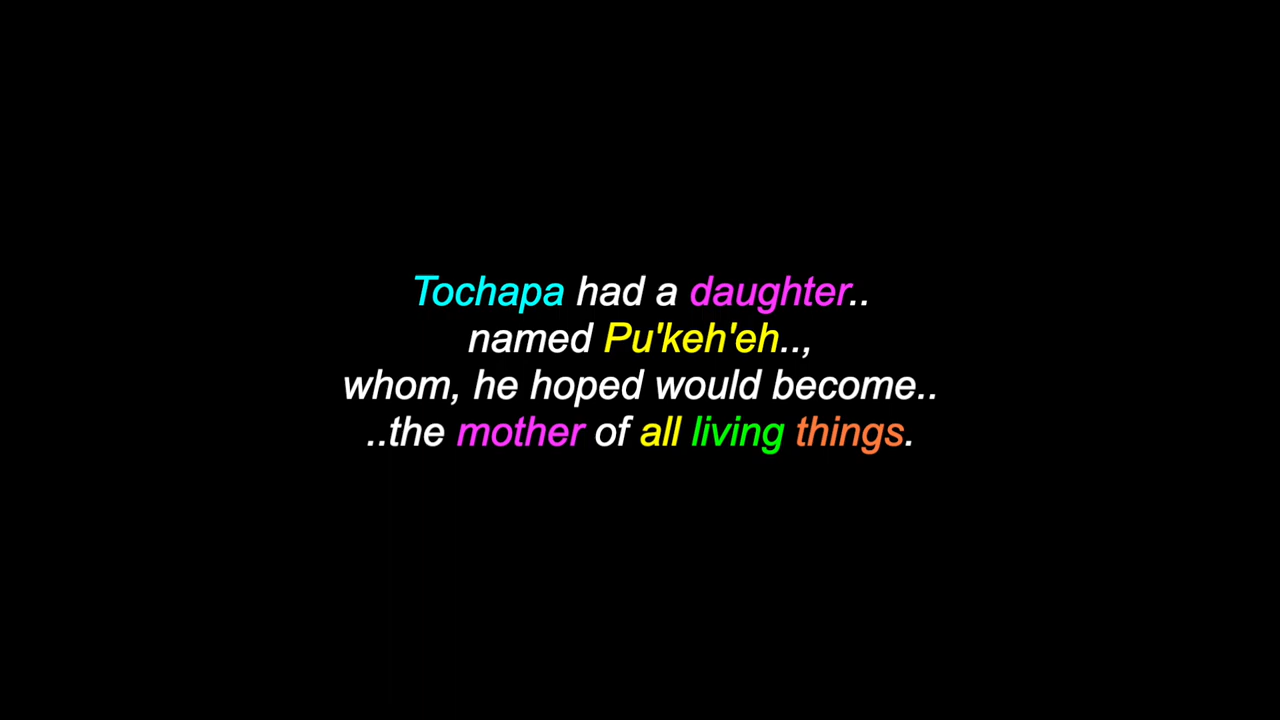 Tochapa had a daughter..
named Pu'keh'eh..,
whom, he hoped would become..
..the mother of all living things.